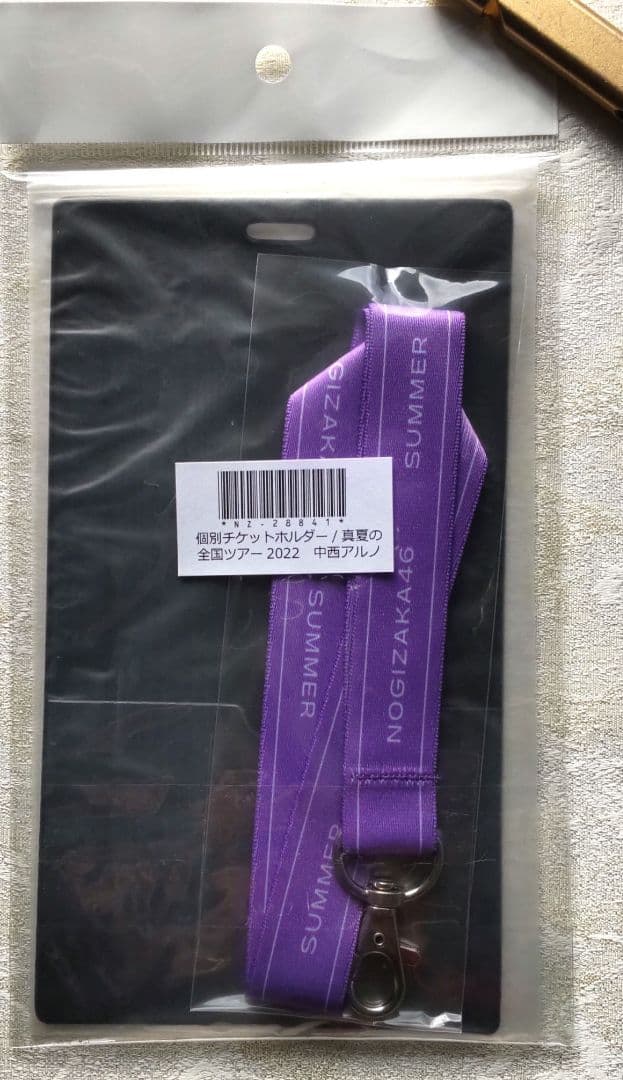 SUMMER
NOGIZAKA46
GIZAK
SUMMER
SUMMER
*NZ-28841*
個別チケットホルダー / 真夏の
全国ツアー 2022　中西アルノ